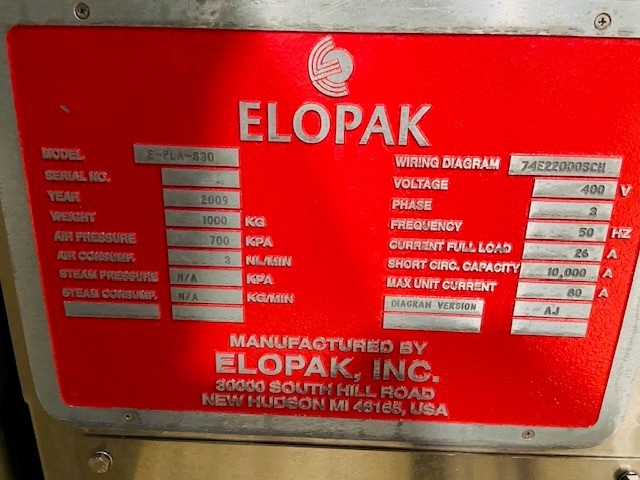 ELOPAK
MODEL E-PLA-830
SERIAL NO.
YEAR 2009
WEIGHT 1000 KG
AIR PRESSURE 700 KPA
AIR CONSUMP. 3 NL/MIN
STEAM PRESSURE N/A KPA
STEAM CONSUMP. N/A KG/MIN
WIRING DIAGRAM 74E22000SCH
VOLTAGE 400 V
PHASE 3
FREQUENCY 50 HZ
CURRENT FULL LOAD 26 A
SHORT CIRC. CAPACITY 10,000 A
MAX UNIT CURRENT 80 A
DIAGRAM VERSION AJ
MANUFACTURED BY
ELOPAK, INC.
30000 SOUTH HILL ROAD
NEW HUDSON MI 48165, USA